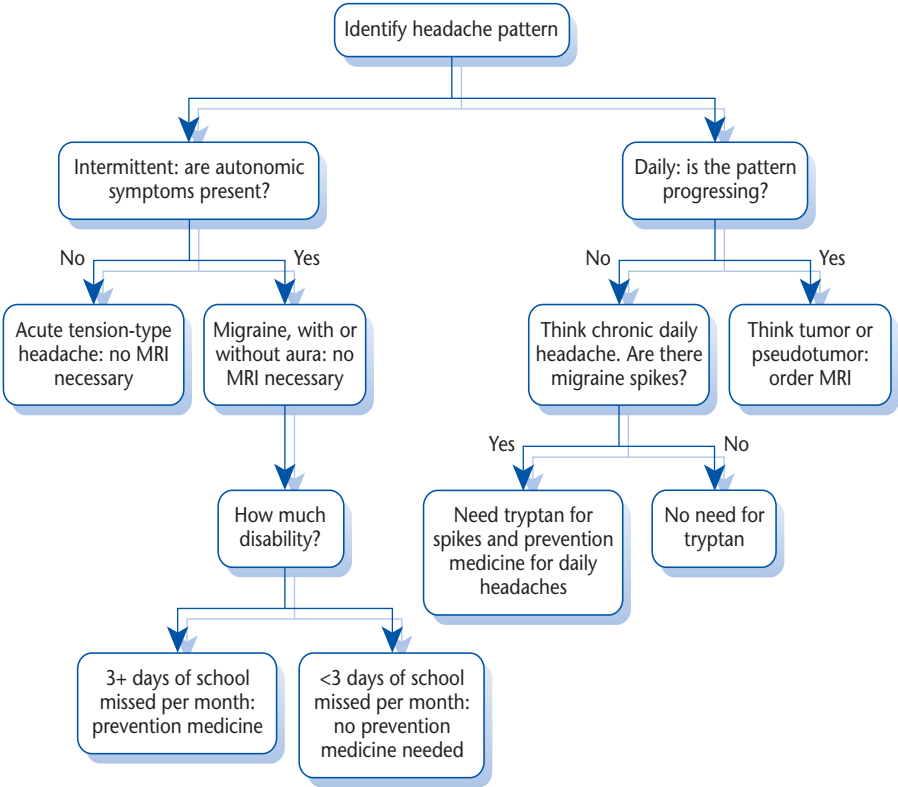 Identify headache pattern
Intermittent: are autonomic
symptoms present?
Daily: is the pattern
progressing?
No
Yes
No
Yes
Acute tension-type
headache: no MRI
necessary
Migraine, with or
without aura: no
MRI necessary
Think chronic daily
headache. Are there
migraine spikes?
Think tumor or
pseudotumor:
order MRI
Yes
No
How much
disability?
Need tryptan for
spikes and prevention
medicine for daily
headaches
No need for
tryptan
3+ days of school
missed per month:
prevention medicine
<3 days of school
missed per month:
no prevention
medicine needed